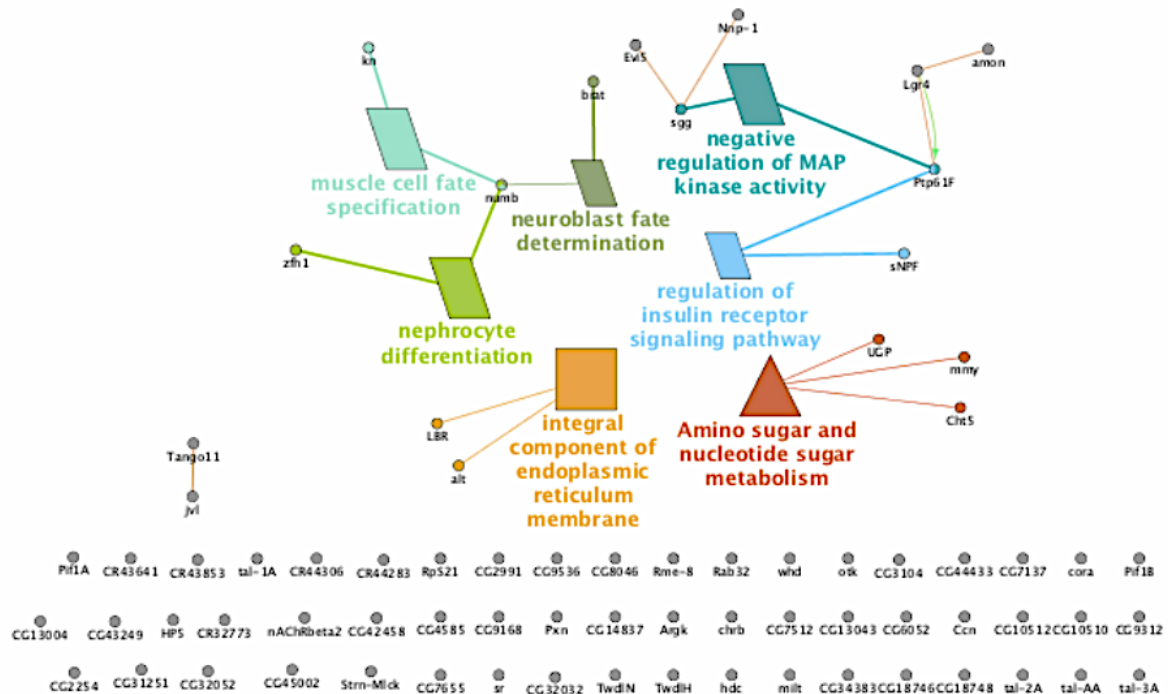 Nnp-1
kn
Evi5
amon
Lgr4
brat
sgg
negative
regulation of MAP
kinase activity
Ptp61F
muscle cell fate
specification
numb
neuroblast fate
determination
zfh1
sNPF
regulation of
insulin receptor
signaling pathway
nephrocyte
differentiation
UGP
mmy
Cht5
LBR
alt
integral
component of
endoplasmic
reticulum
membrane
Amino sugar and
nucleotide sugar
metabolism
Tango11
jvl
Pif1A CR43641 CR43853 tal-1A CR44306 CR44283 RpS21 CG2991 CG9536 CG8046 Rme-8 Rab32 whd otk CG3104 CG44433 CG7137 cora Pif1B
CG13004 CG43249 HPS CR32773 nAChRbeta2 CG42458 CG4585 CG9168 Pxn CG14837 Argk chrb CG7512 CG13043 CG6052 Ccn CG10512 CG10510 CG9312
CG2254 CG31251 CG32052 CG45002 Strn-Mlck CG7655 sr CG32032 TwdlN TwdlH hdc milt CG34383 CG18746 CG18748 tal-2A tal-AA tal-3A